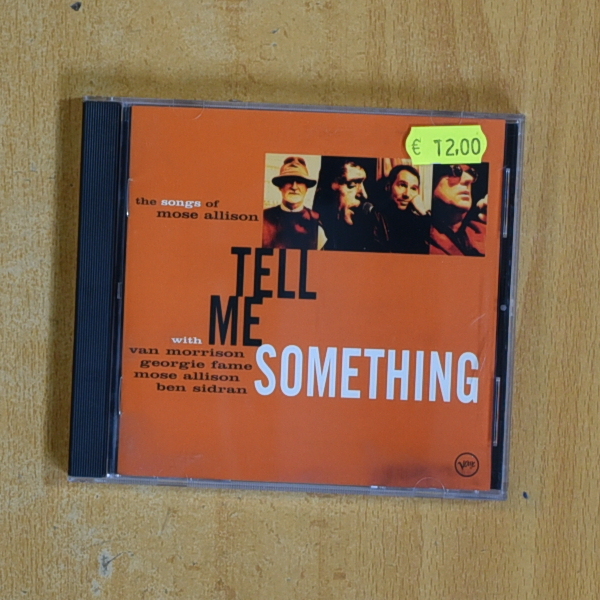 € 12,00
the songs of
mose allison
TELL
ME
SOMETHING
with
van morrison
georgie fame
mose allison
ben sidran
Verve